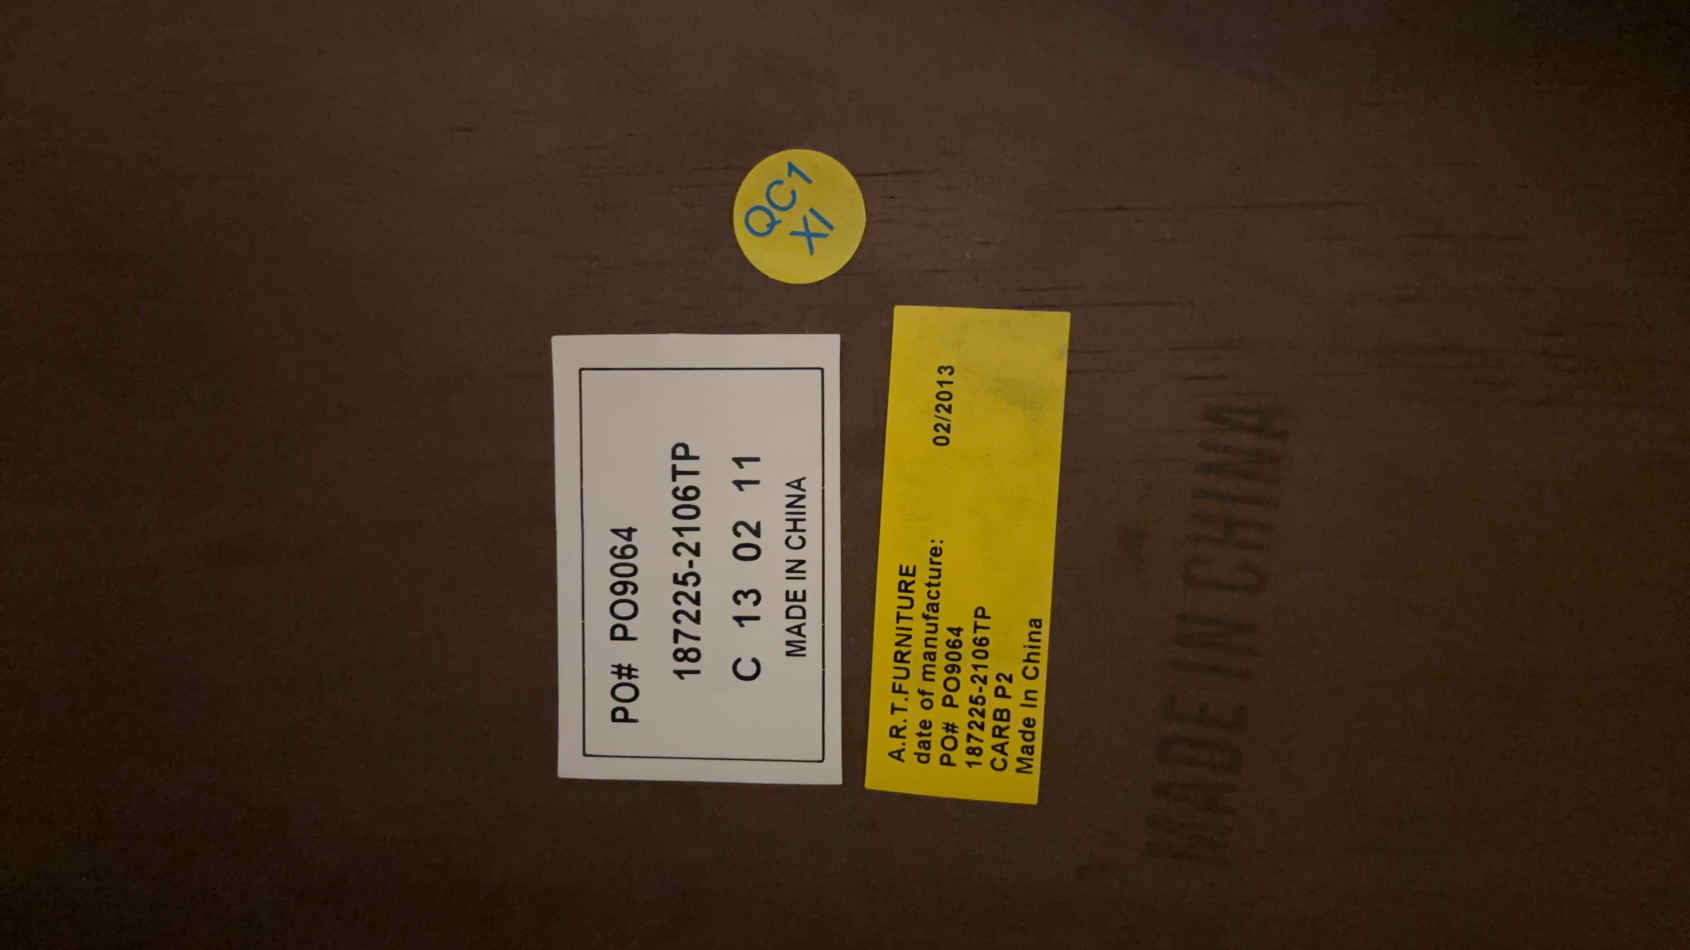 QC1
XI
PO# PO9064
187225-2106TP
C 13 02 11
MADE IN CHINA
A.R.T.FURNITURE
date of manufacture: 02/2013
PO# PO9064
187225-2106TP
CARB P2
Made In China
MADE IN CHINA